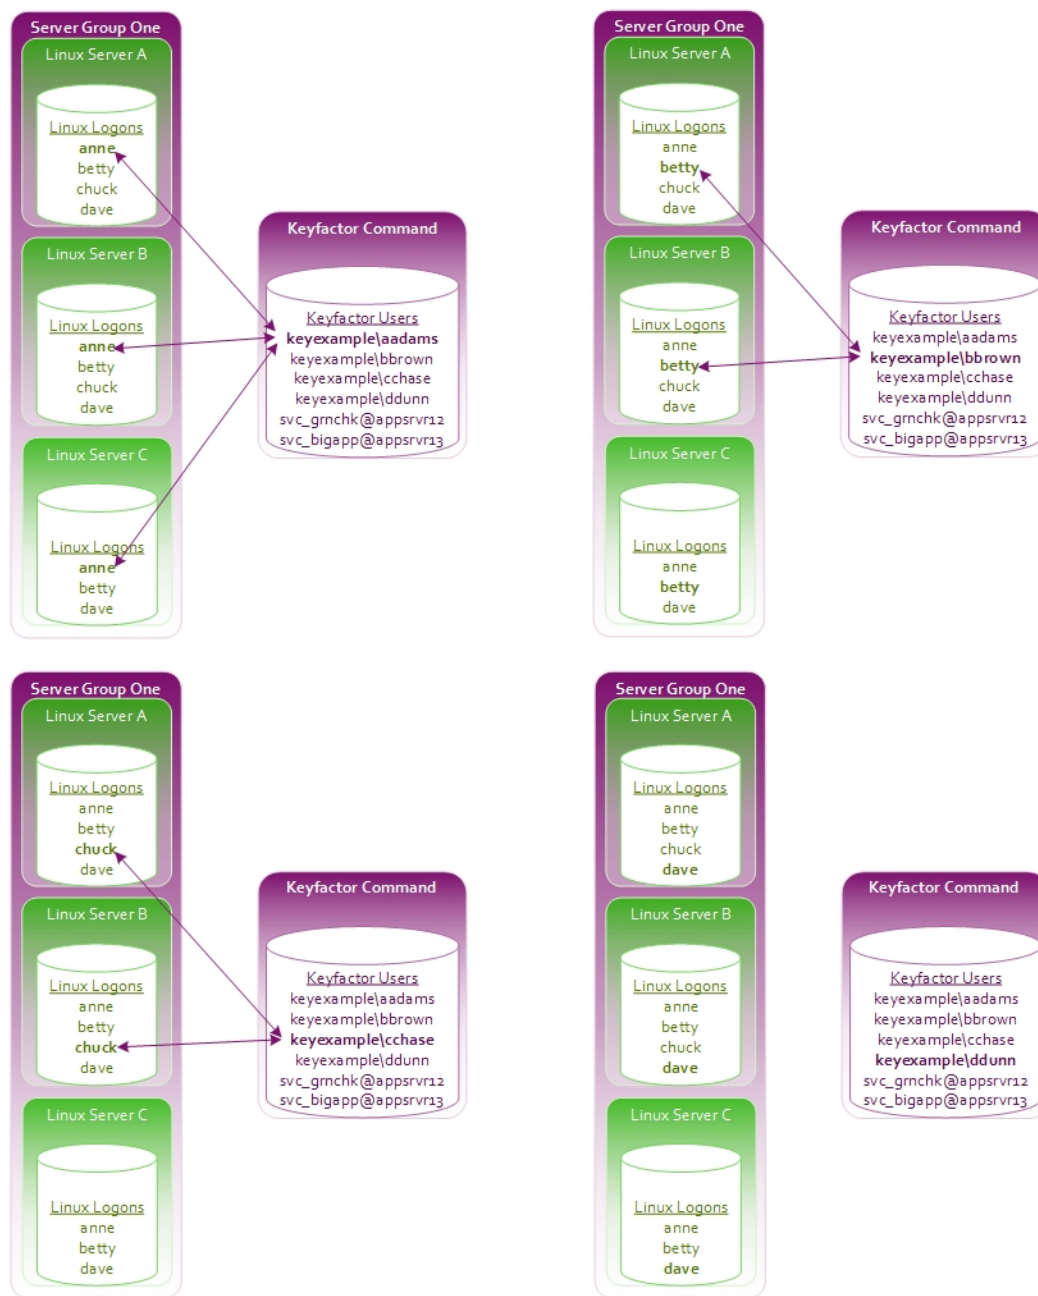 Server Group One
Linux Server A
Linux Logons
anne
betty
chuck
dave
Linux Server B
Linux Logons
anne
betty
chuck
dave
Linux Server C
Linux Logons
anne
betty
dave
Keyfactor Command
Keyfactor Users
keyexample\aadams
keyexample\bbrown
keyexample\cchase
keyexample\ddunn
svc_grnchk@appsrvr12
svc_bigapp@appsrvr13
Server Group One
Linux Server A
Linux Logons
anne
betty
chuck
dave
Linux Server B
Linux Logons
anne
betty
chuck
dave
Linux Server C
Linux Logons
anne
betty
dave
Keyfactor Command
Keyfactor Users
keyexample\aadams
keyexample\bbrown
keyexample\cchase
keyexample\ddunn
svc_grnchk@appsrvr12
svc_bigapp@appsrvr13
Server Group One
Linux Server A
Linux Logons
anne
betty
chuck
dave
Linux Server B
Linux Logons
anne
betty
chuck
dave
Linux Server C
Linux Logons
anne
betty
dave
Keyfactor Command
Keyfactor Users
keyexample\aadams
keyexample\bbrown
keyexample\cchase
keyexample\ddunn
svc_grnchk@appsrvr12
svc_bigapp@appsrvr13
Server Group One
Linux Server A
Linux Logons
anne
betty
chuck
dave
Linux Server B
Linux Logons
anne
betty
chuck
dave
Linux Server C
Linux Logons
anne
betty
dave
Keyfactor Command
Keyfactor Users
keyexample\aadams
keyexample\bbrown
keyexample\cchase
keyexample\ddunn
svc_grnchk@appsrvr12
svc_bigapp@appsrvr13